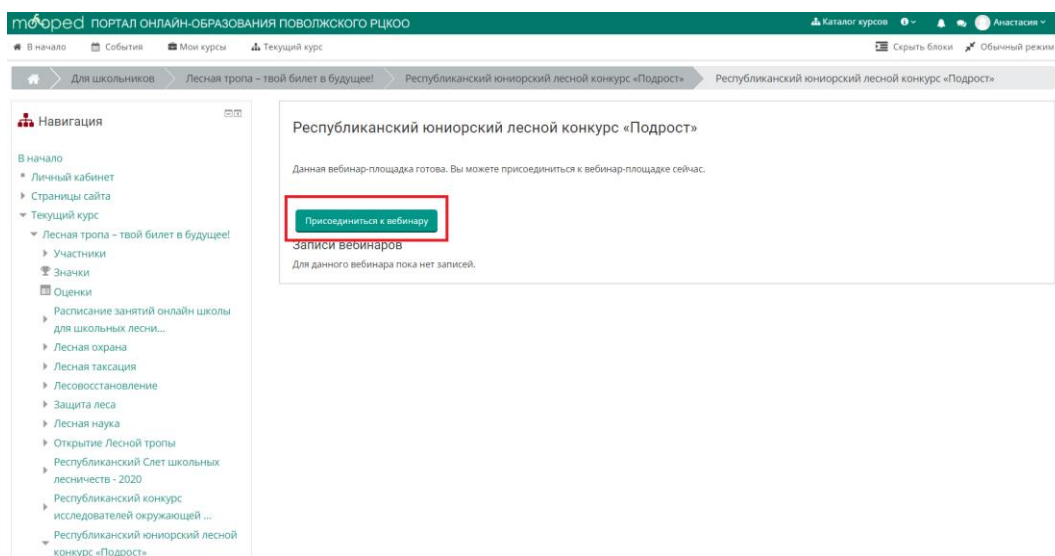 mooped ПОРТАЛ ОНЛАЙН-ОБРАЗОВАНИЯ ПОВОЛЖСКОГО РЦКОО
Каталог курсов
Анастасия
В начало События Мои курсы Текущий курс
Скрыть блоки Обычный режим
Для школьников Лесная тропа – твой билет в будущее! Республиканский юниорский лесной конкурс «Подрост» Республиканский юниорский лесной конкурс «Подрост»
Навигация
В начало
Личный кабинет
Страницы сайта
Текущий курс
Лесная тропа – твой билет в будущее!
Участники
Значки
Оценки
Расписание занятий онлайн школы
для школьных лесни...
Лесная охрана
Лесная таксация
Лесовосстановление
Защита леса
Лесная наука
Открытие Лесной тропы
Республиканский Слет школьных
лесничеств - 2020
Республиканский конкурс
исследователей окружающей ...
Республиканский юниорский лесной
конкурс «Подрост»
Республиканский юниорский лесной конкурс «Подрост»
Данная вебинар-площадка готова. Вы можете присоединиться к вебинар-площадке сейчас.
Присоединиться к вебинару
Записи вебинаров
Для данного вебинара пока нет записей.